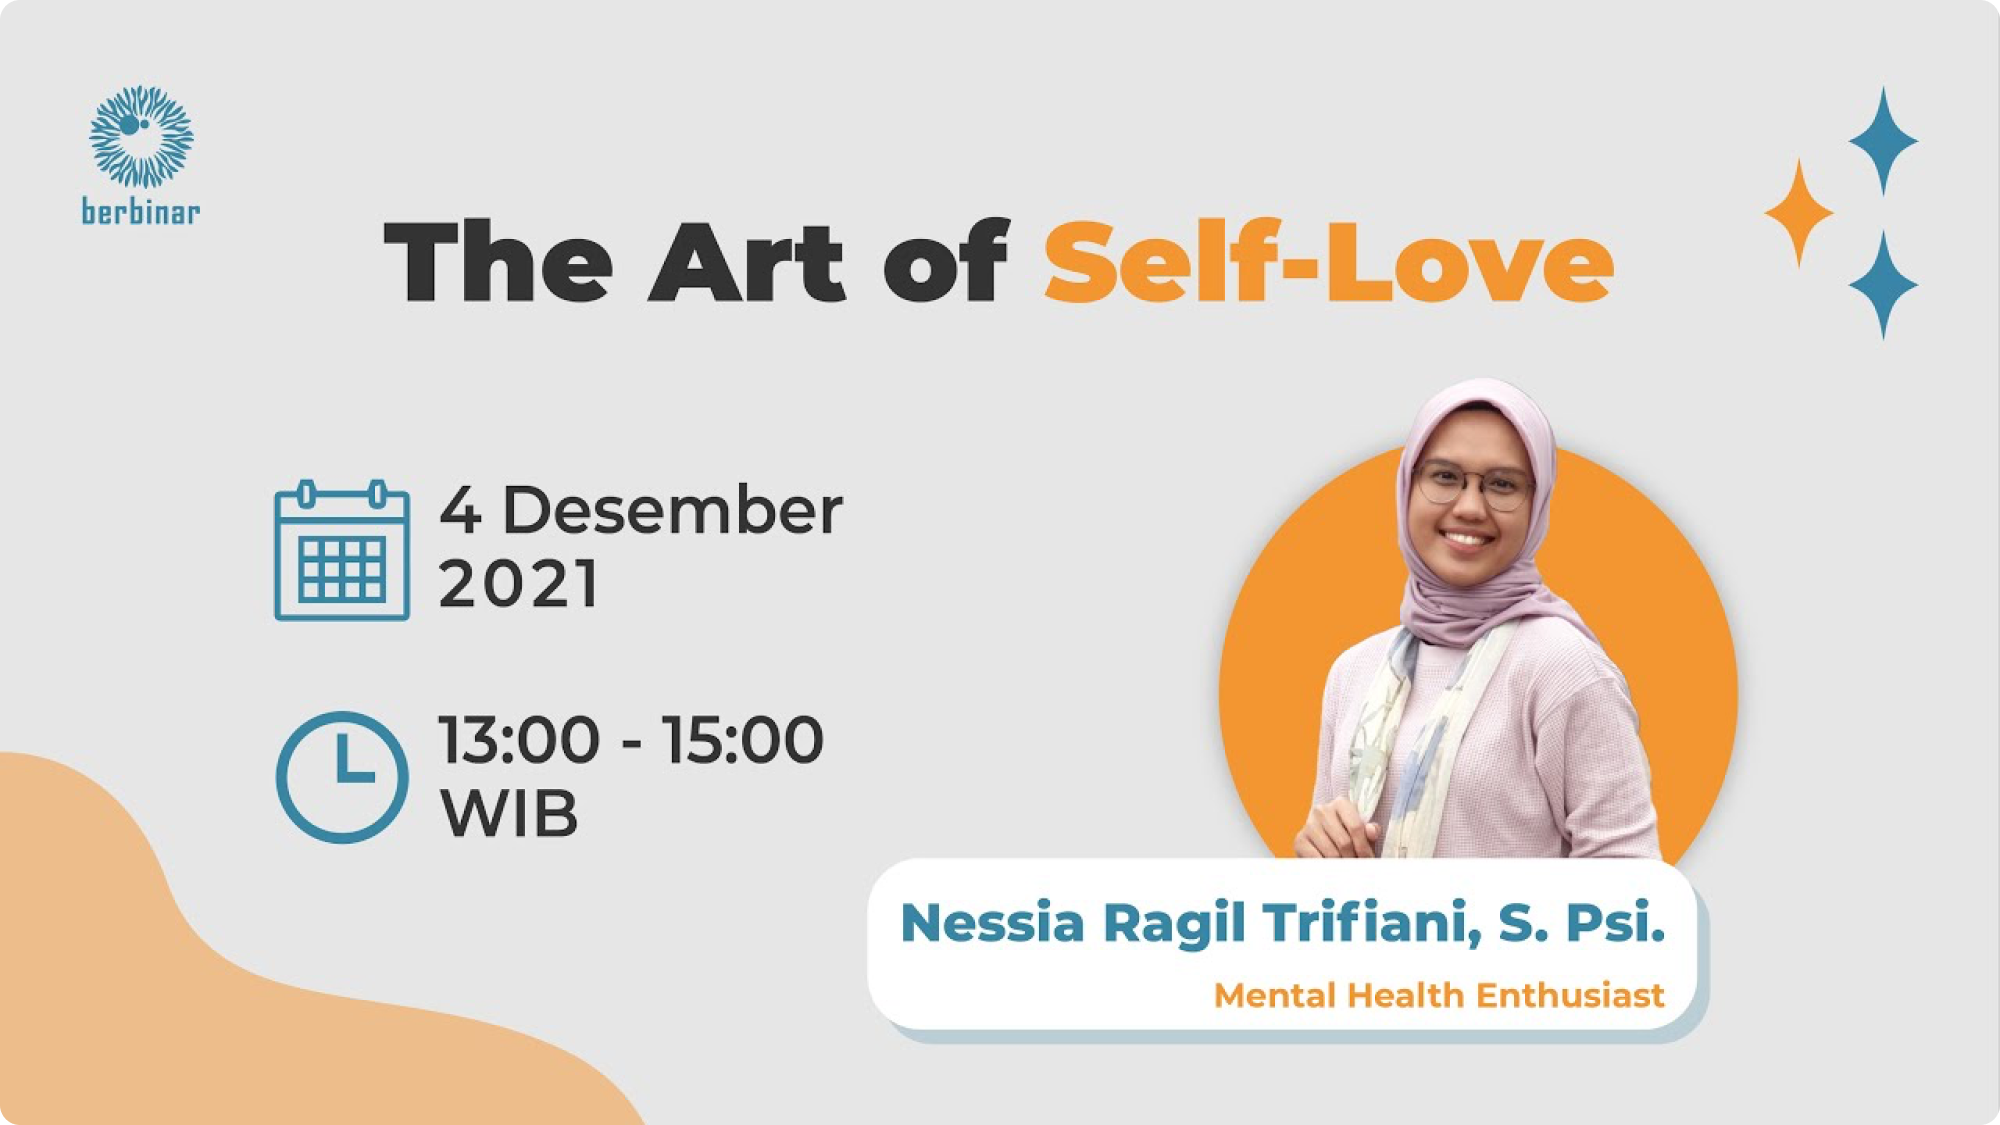 berbinar
The Art of Self-Love
4 Desember
2021
13:00 - 15:00
WIB
Nessia Ragil Trifiani, S. Psi.
Mental Health Enthusiast